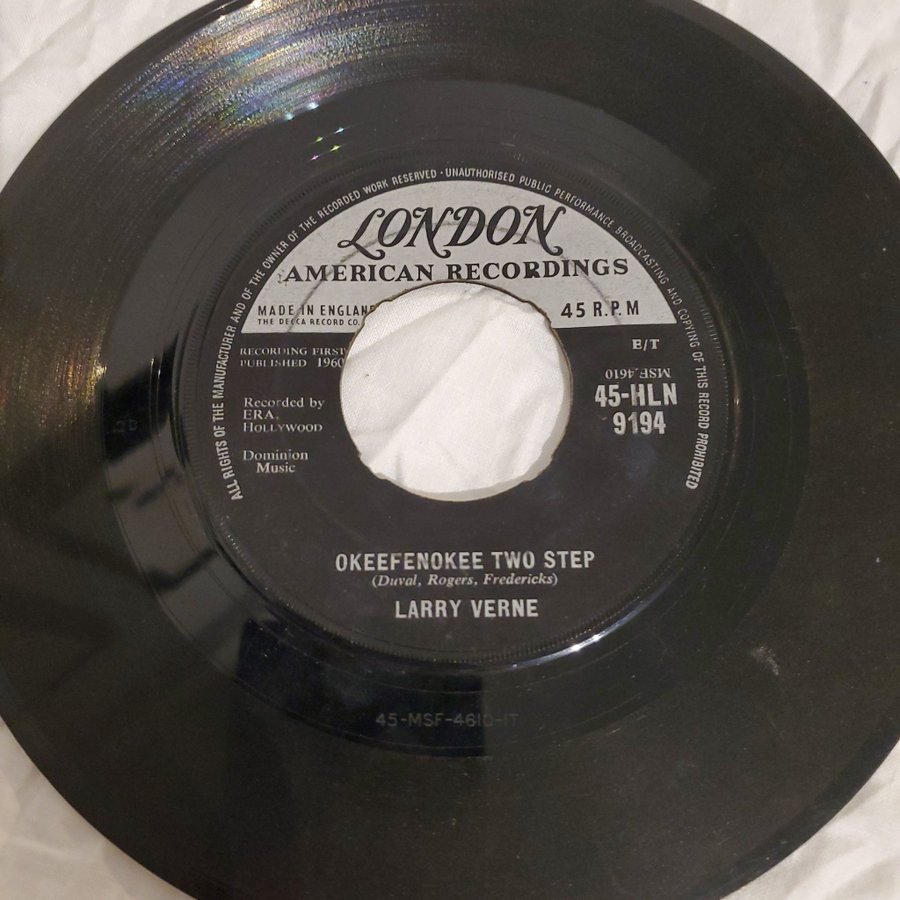 ALL RIGHTS OF THE MANUFACTURER AND OF THE OWNER OF THE RECORDED WORK RESERVED · UNAUTHORISED PUBLIC PERFORMANCE BROADCASTING AND COPYING OF THIS RECORD PROHIBITED
LONDON
AMERICAN RECORDINGS
MADE IN ENGLAND
THE DECCA RECORD CO.
45 R.P.M
RECORDING FIRST
PUBLISHED 1960
E/T
MSF.4610
45-HLN
9194
Recorded by
ERA,
HOLLYWOOD
Dominion
Music
OKEEFENOKEE TWO STEP
(Duval, Rogers, Fredericks)
LARRY VERNE
45-MSF-4610-1T